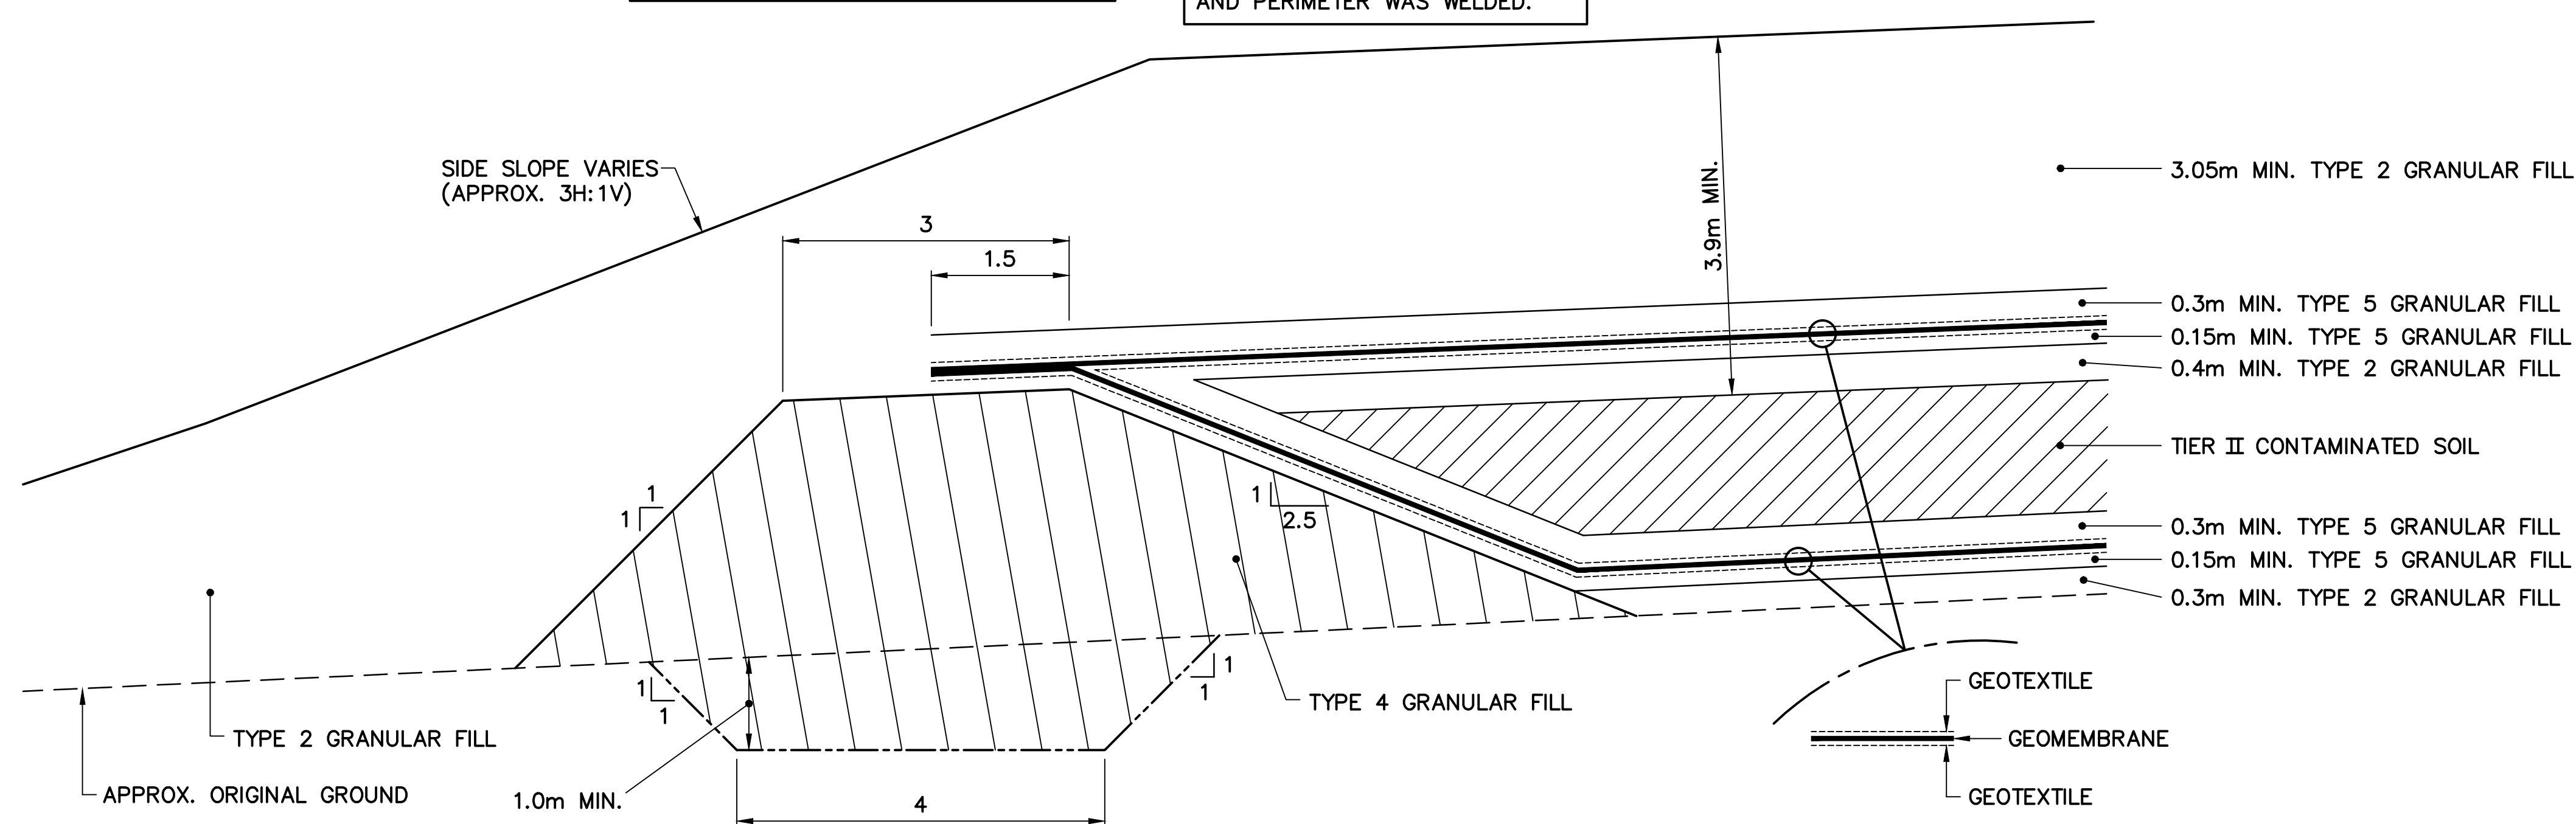 AND PERIMETER WAS WELDED.
SIDE SLOPE VARIES
(APPROX. 3H:1V)
3
1.5
3.9m MIN.
3.05m MIN. TYPE 2 GRANULAR FILL
0.3m MIN. TYPE 5 GRANULAR FILL
0.15m MIN. TYPE 5 GRANULAR FILL
0.4m MIN. TYPE 2 GRANULAR FILL
TIER II CONTAMINATED SOIL
1
1
1
2.5
0.3m MIN. TYPE 5 GRANULAR FILL
0.15m MIN. TYPE 5 GRANULAR FILL
0.3m MIN. TYPE 2 GRANULAR FILL
1
1
1
1
TYPE 4 GRANULAR FILL
GEOTEXTILE
GEOMEMBRANE
GEOTEXTILE
TYPE 2 GRANULAR FILL
APPROX. ORIGINAL GROUND
1.0m MIN.
4